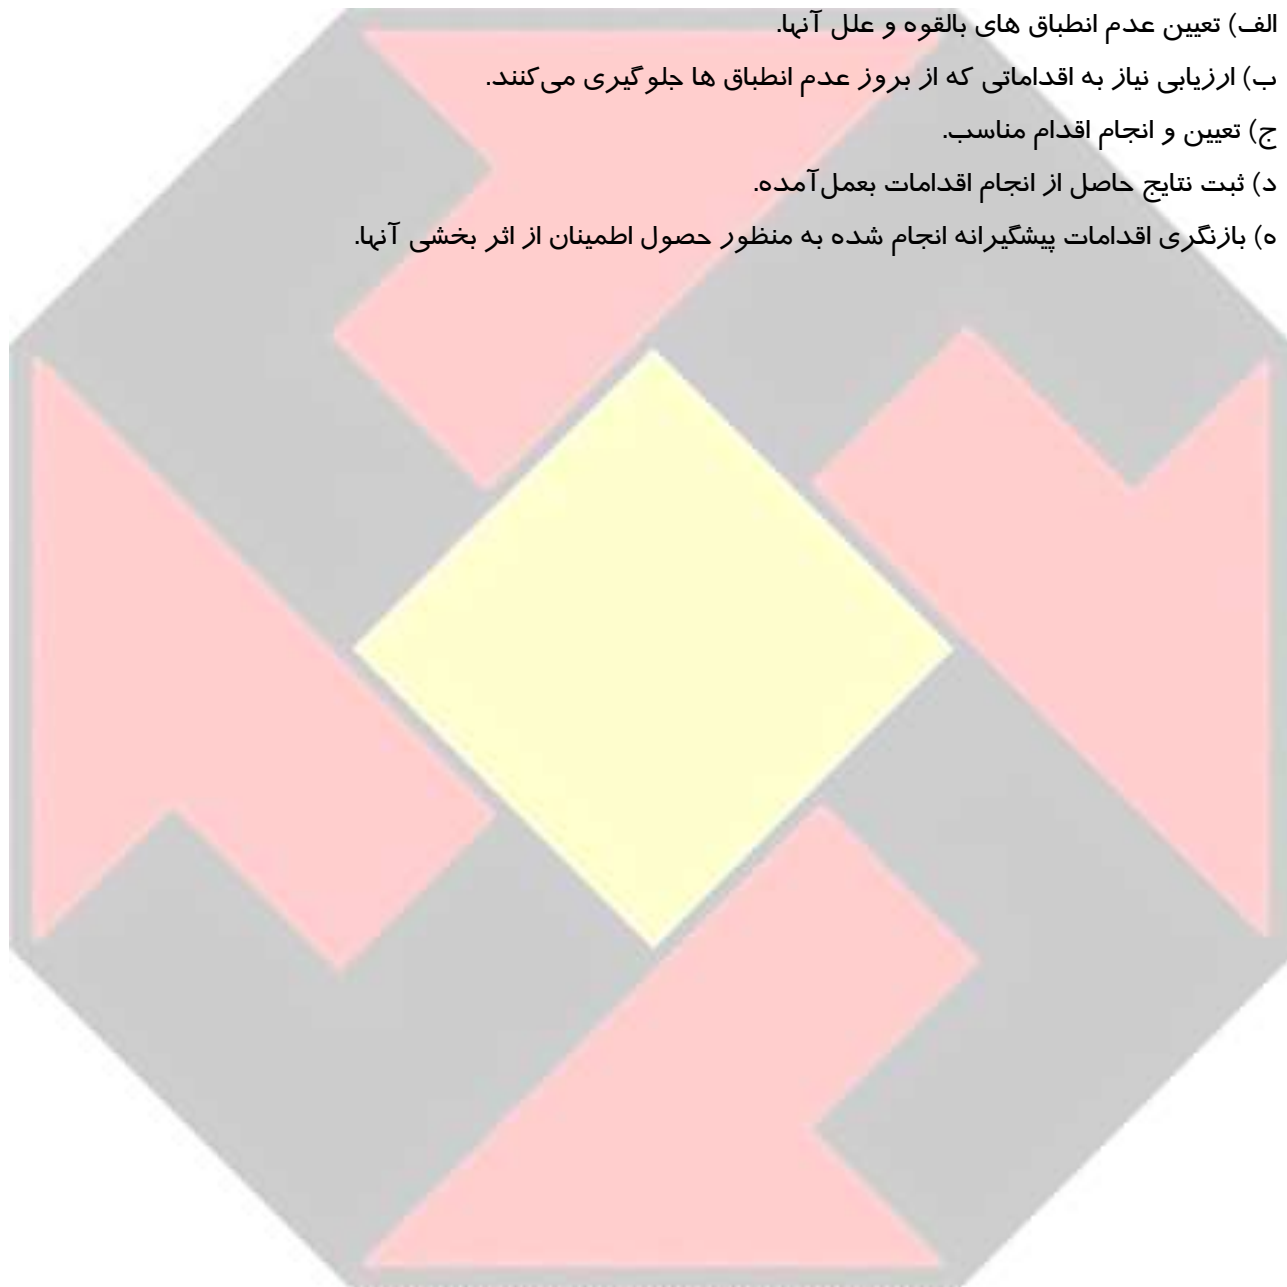 الف) تعیین عدم انطباق های بالقوه و علل آنها.
ب) ارزیابی نیاز به اقداماتی که از بروز عدم انطباق ها جلوگیری می‌کنند.
ج) تعیین و انجام اقدام مناسب.
د) ثبت نتایج حاصل از انجام اقدامات بعمل‌آمده.
ه) بازنگری اقدامات پیشگیرانه انجام شده به منظور حصول اطمینان از اثر بخشی آنها.